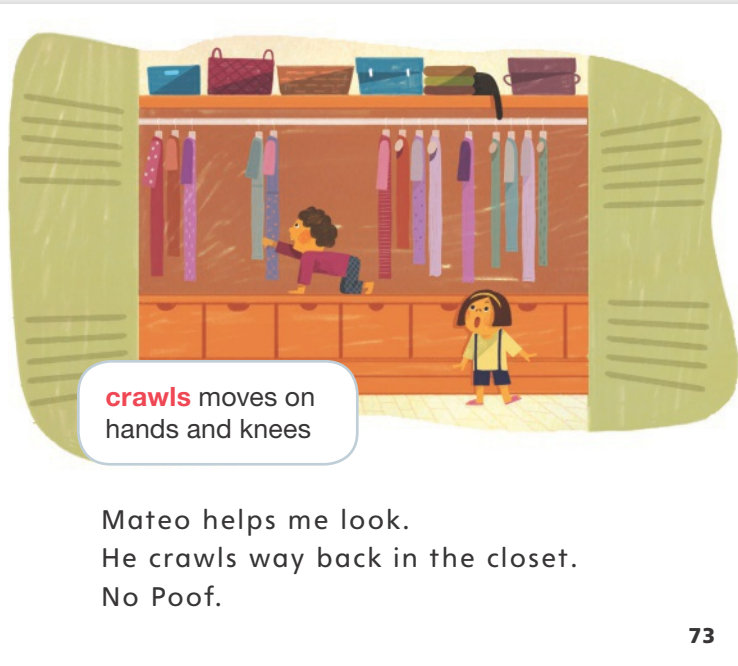 crawls moves on
hands and knees
Mateo helps me look.
He crawls way back in the closet.
No Poof.
73